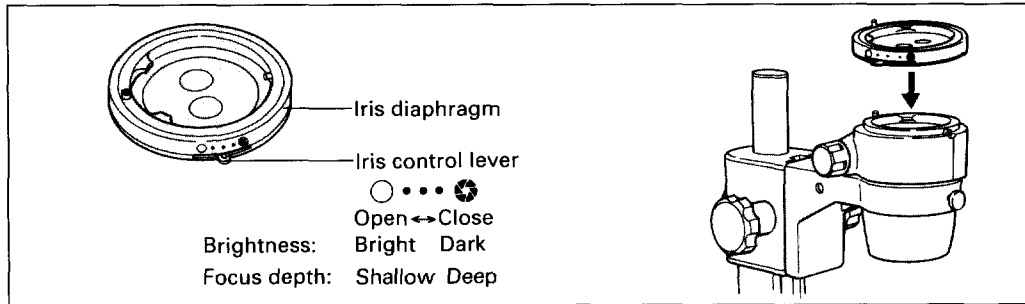 Iris diaphragm
Iris control lever
Open ↔ Close
Brightness: Bright Dark
Focus depth: Shallow Deep